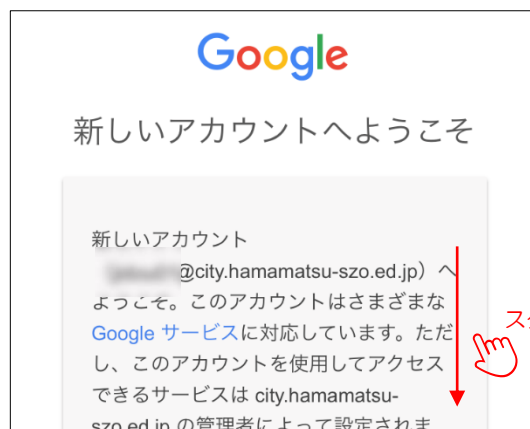 Google
新しいアカウントへようこそ
新しいアカウント
@city.hamamatsu-szo.ed.jp）へ
ようこそ。このアカウントはさまざまな
Google サービスに対応しています。ただ
し、このアカウントを使用してアクセス
できるサービスは city.hamamatsu-
szo.ed.jp の管理者によって設定されま